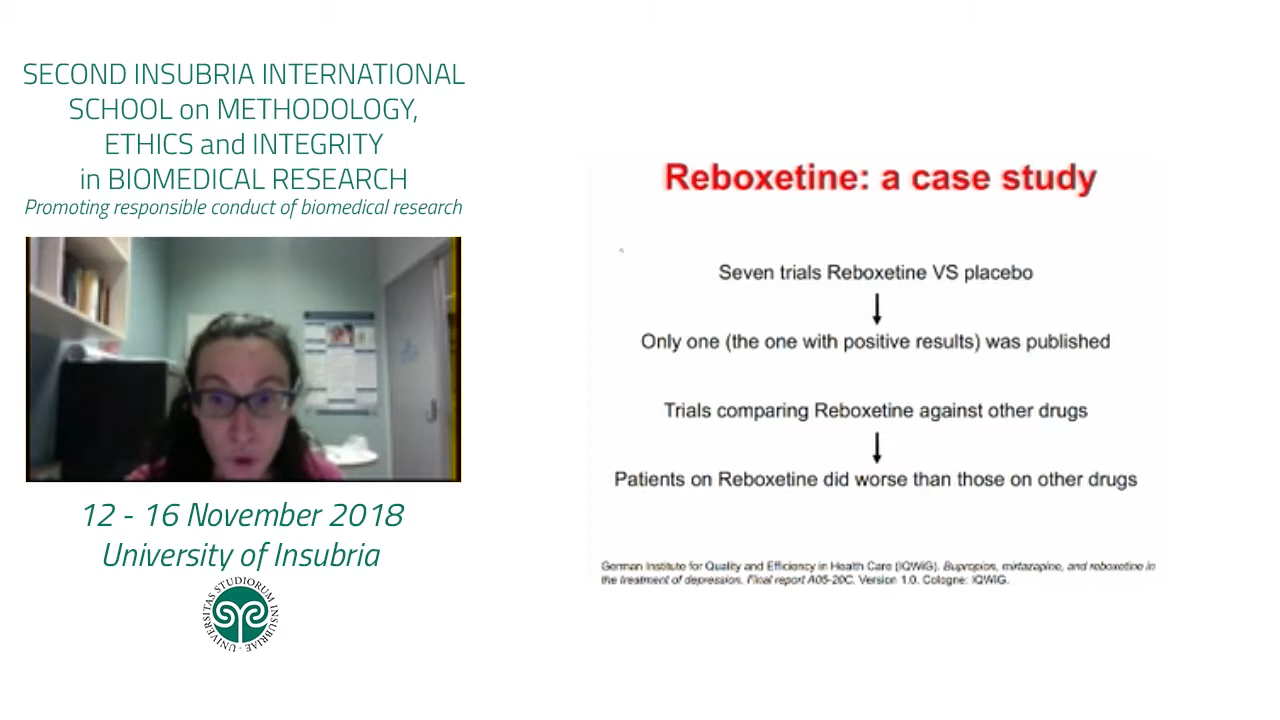 SECOND INSUBRIA INTERNATIONAL
SCHOOL on METHODOLOGY,
ETHICS and INTEGRITY
in BIOMEDICAL RESEARCH
Promoting responsible conduct of biomedical research
12 - 16 November 2018
University of Insubria
UNIVERSITAS STUDIORUM INSUBRIAE
Reboxetine: a case study
Seven trials Reboxetine VS placebo
Only one (the one with positive results) was published
Trials comparing Reboxetine against other drugs
Patients on Reboxetine did worse than those on other drugs
German Institute for Quality and Efficiency in Health Care (IQWiG). Bupropion, mirtazapine, and reboxetine in
the treatment of depression. Final report A05-20C. Version 1.0. Cologne: IQWiG.